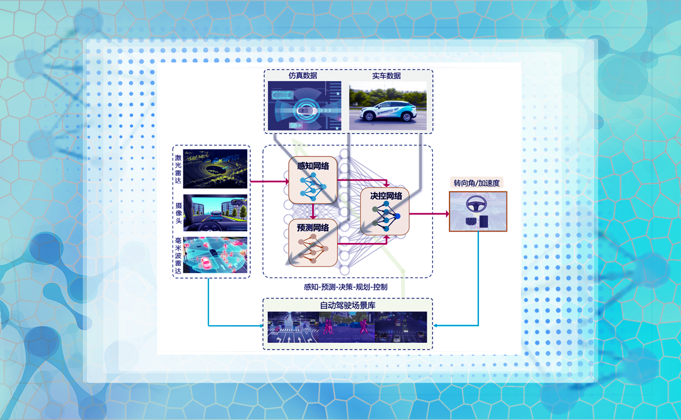 仿真数据
实车数据
激光雷达
摄像头
毫米波雷达
感知网络
预测网络
决控网络
转向角/加速度
感知-预测-决策-规划-控制
自动驾驶场景库